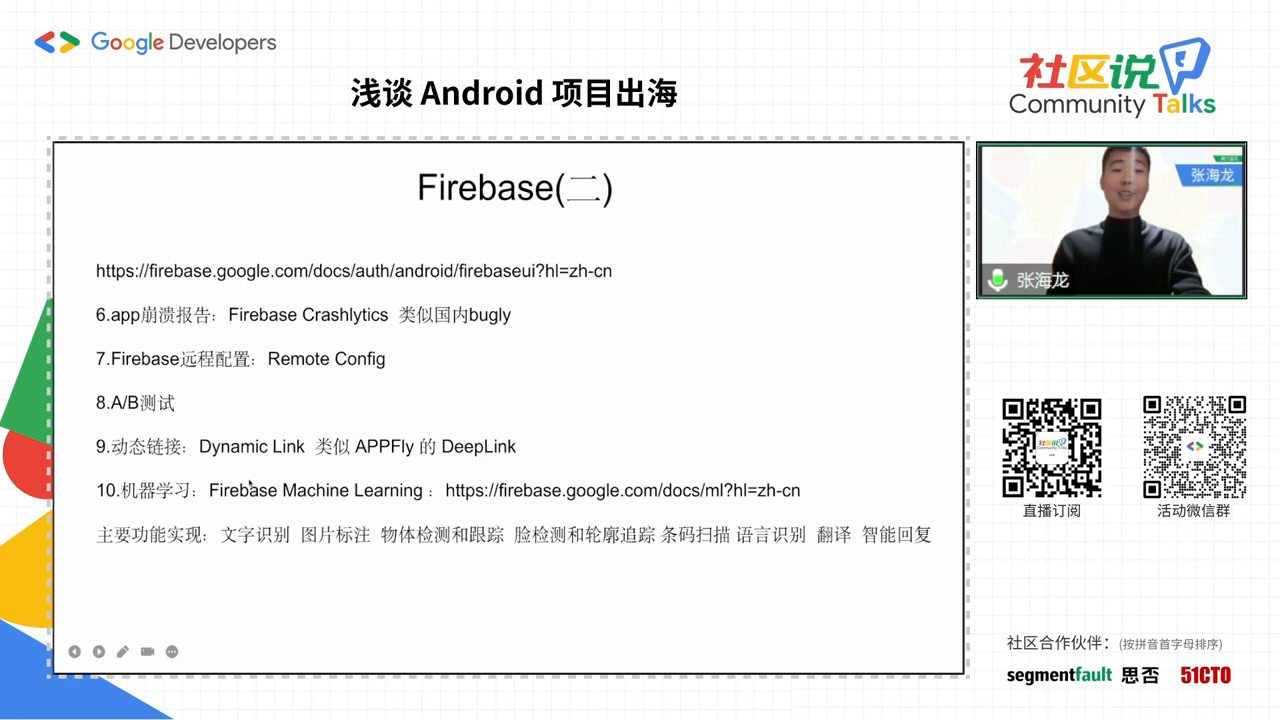 Google Developers
浅谈 Android 项目出海
社区说
Community Talks
Firebase(二)
https://firebase.google.com/docs/auth/android/firebaseui?hl=zh-cn
6.app崩溃报告：Firebase Crashlytics 类似国内bugly
7.Firebase远程配置：Remote Config
8.A/B测试
9.动态链接：Dynamic Link 类似 APPFly 的 DeepLink
10.机器学习：Firebase Machine Learning：https://firebase.google.com/docs/ml?hl=zh-cn
主要功能实现：文字识别 图片标注 物体检测和跟踪 脸检测和轮廓追踪 条码扫描 语言识别 翻译 智能回复
张海龙
张海龙
社区说
Community Talks
直播订阅
活动微信群
社区合作伙伴：(按拼音首字母排序)
segmentfault 思否 51CTO